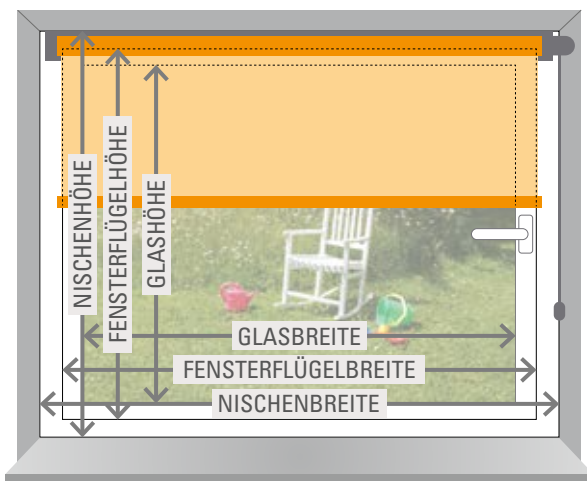 NISCHENHÖHE
FENSTERFLÜGELHÖHE
GLASHÖHE
GLASBREITE
FENSTERFLÜGELBREITE
NISCHENBREITE